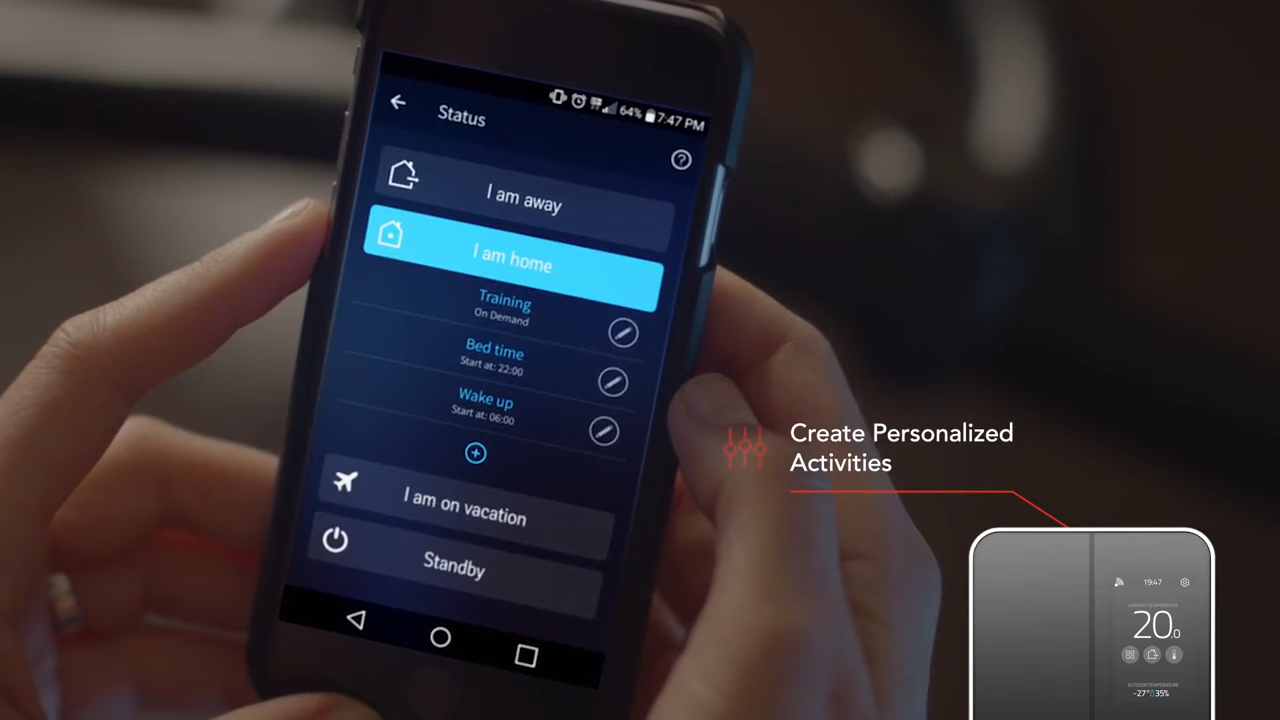 64% 7:47 PM
Status
I am away
I am home
Training
On Demand
Bed time
Start at: 22:00
Wake up
Start at: 06:00
I am on vacation
Standby
Create Personalized
Activities
19:47
20.0
OUTDOOR TEMPERATURE
-27° 35%